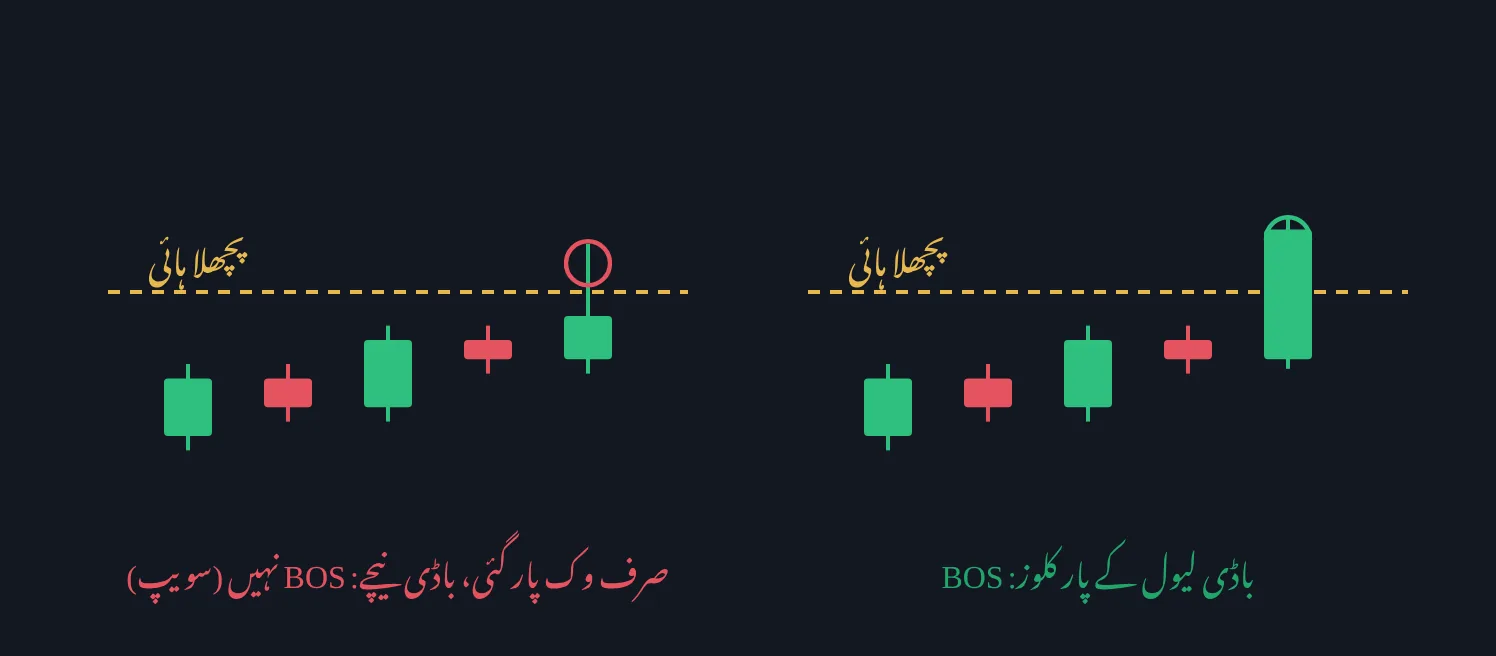 پچھلا ہائی
پچھلا ہائی
صرف وک پار گئی، باڈی نیچے: BOS نہیں (سویپ)
باڈی لیول کے پار کلوز: BOS